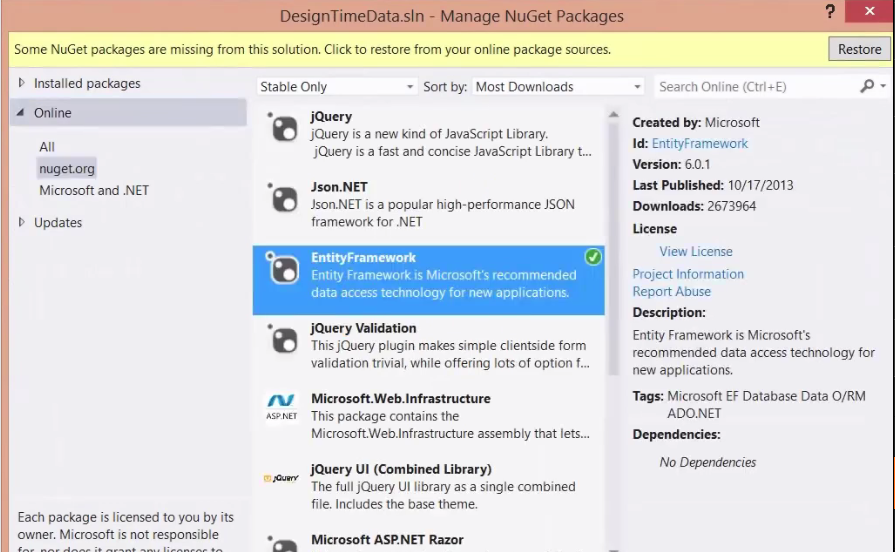 DesignTimeData.sln - Manage NuGet Packages
?
x
Some NuGet packages are missing from this solution. Click to restore from your online package sources.
Restore
Installed packages
Online
All
nuget.org
Microsoft and .NET
Updates
Each package is licensed to you by its
owner. Microsoft is not responsible
for, nor does it grant any licenses to
Stable Only
Sort by: Most Downloads
Search Online (Ctrl+E)
jQuery
jQuery is a new kind of JavaScript Library.
jQuery is a fast and concise JavaScript Library t...
Json.NET
Json.NET is a popular high-performance JSON
framework for .NET
EntityFramework
Entity Framework is Microsoft's recommended
data access technology for new applications.
jQuery Validation
This jQuery plugin makes simple clientside form
validation trivial, while offering lots of option f...
ASP.NET
Microsoft.Web.Infrastructure
This package contains the
Microsoft.Web.Infrastructure assembly that lets...
jQuery
jQuery UI (Combined Library)
The full jQuery UI library as a single combined
file. Includes the base theme.
Microsoft ASP.NET Razor
Created by: Microsoft
Id: EntityFramework
Version: 6.0.1
Last Published: 10/17/2013
Downloads: 2673964
License
View License
Project Information
Report Abuse
Description:
Entity Framework is Microsoft's
recommended data access technology for
new applications.
Tags: Microsoft EF Database Data O/RM
ADO.NET
Dependencies:
No Dependencies